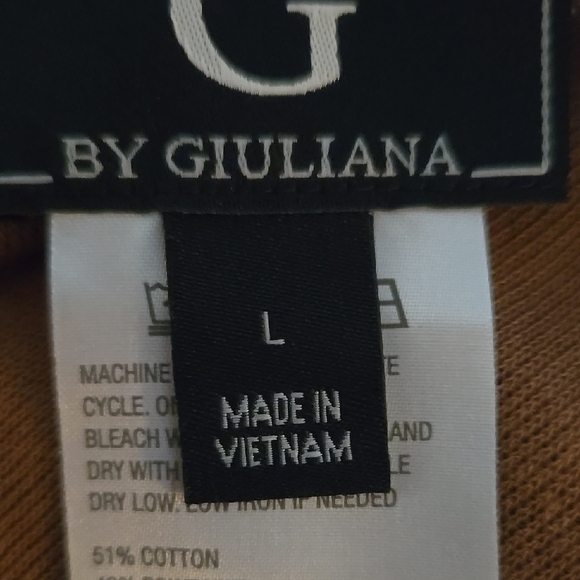 G
BY GIULIANA
L
MADE IN
VIETNAM
MACHINE
CYCLE.
BLEACH
DRY WITH
DRY LOW. LOW IRON IF NEEDED
51% COTTON